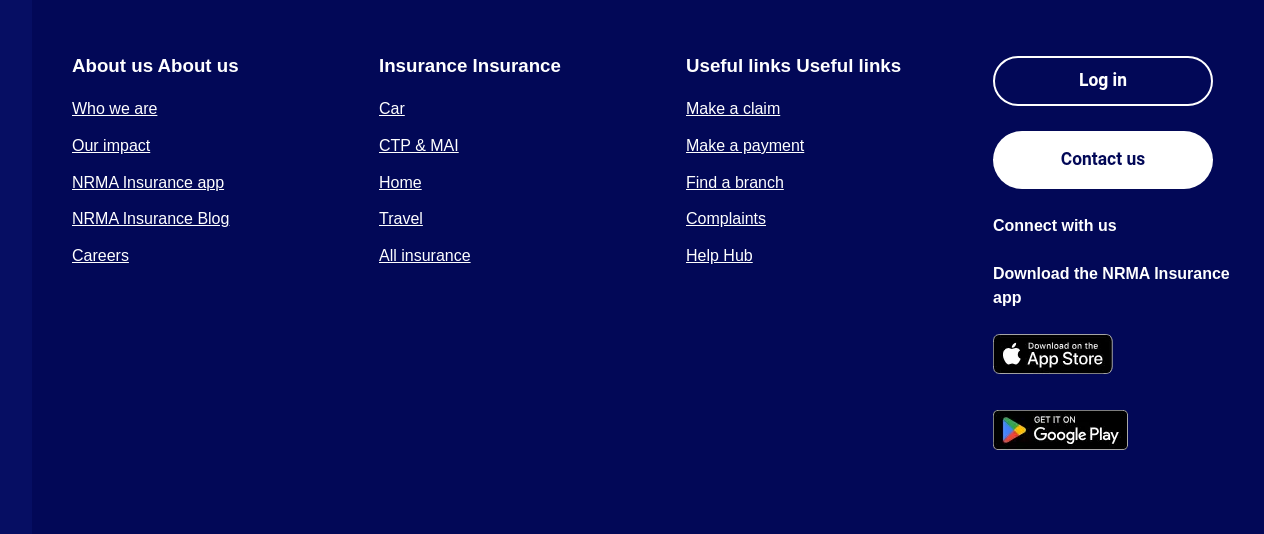 About us About us
Who we are
Our impact
NRMA Insurance app
NRMA Insurance Blog
Careers
Insurance Insurance
Car
CTP & MAI
Home
Travel
All insurance
Useful links Useful links
Make a claim
Make a payment
Find a branch
Complaints
Help Hub
Log in
Contact us
Connect with us
Download the NRMA Insurance
app
Download on the
App Store
GET IT ON
Google Play